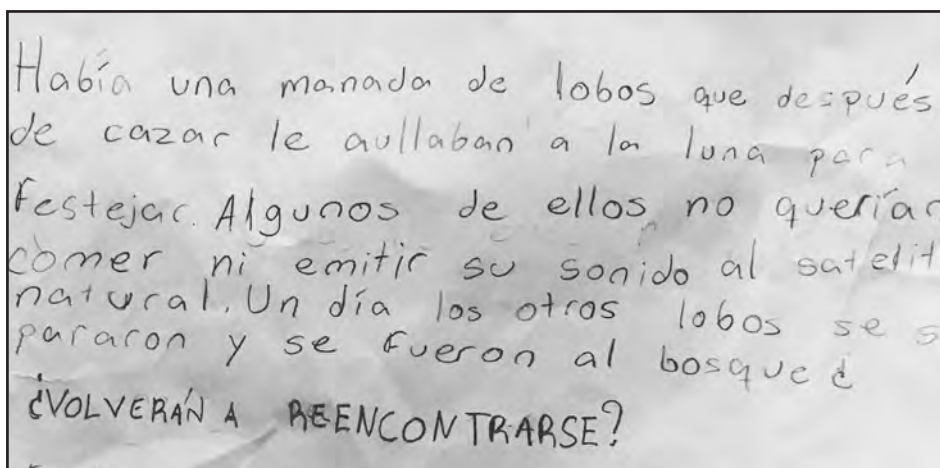 Había una manada de lobos que después
de cazar le aullaban a la luna para
festejar. Algunos de ellos no querían
comer ni emitir su sonido al satelit
natural. Un día los otros lobos se s
pararon y se fueron al bosque ¿
¿VOLVERÁN A REENCONTRARSE?